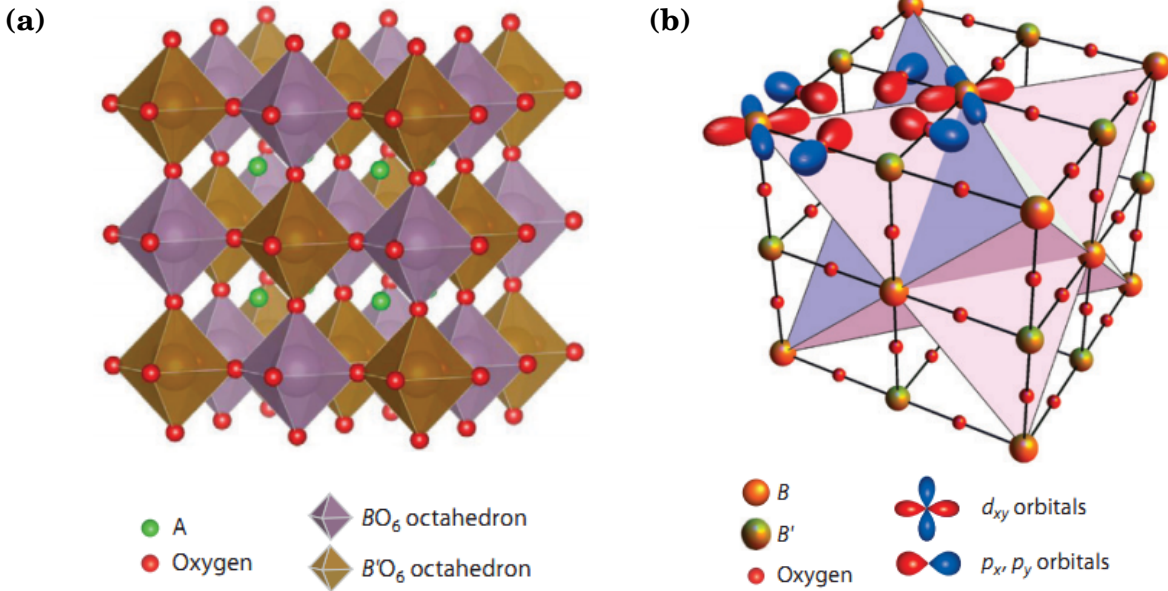 (a)
(b)
A
Oxygen
BO₆ octahedron
B'O₆ octahedron
B
B'
Oxygen
dxy orbitals
px, py orbitals